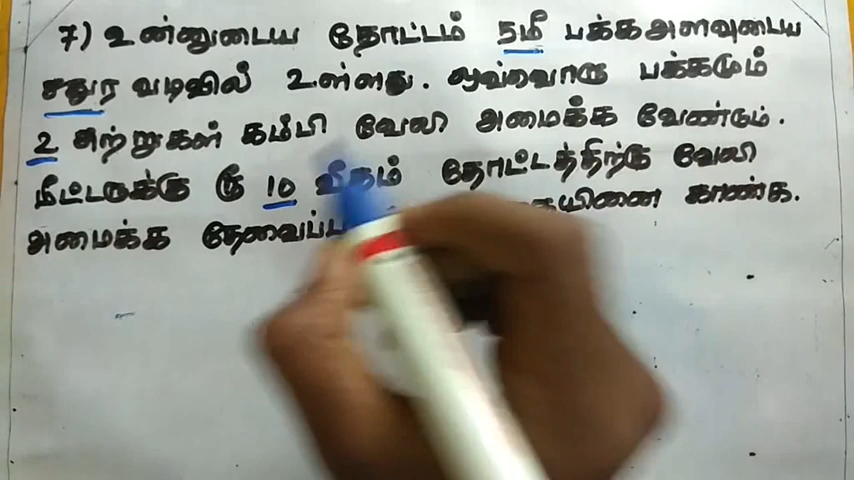 7) உன்னுடைய தோட்டம் 5மீ பக்கஅளவுடைய
சதுர வடிவில் உள்ளது. ஒவ்வொரு பக்கமும்
2 சுற்றுகள் கம்பி வேலி அமைக்க வேண்டும்.
மீட்டருக்கு ரூ 10 வீதம் தோட்டத்திற்கு வேலி
அமைக்க காண்க.